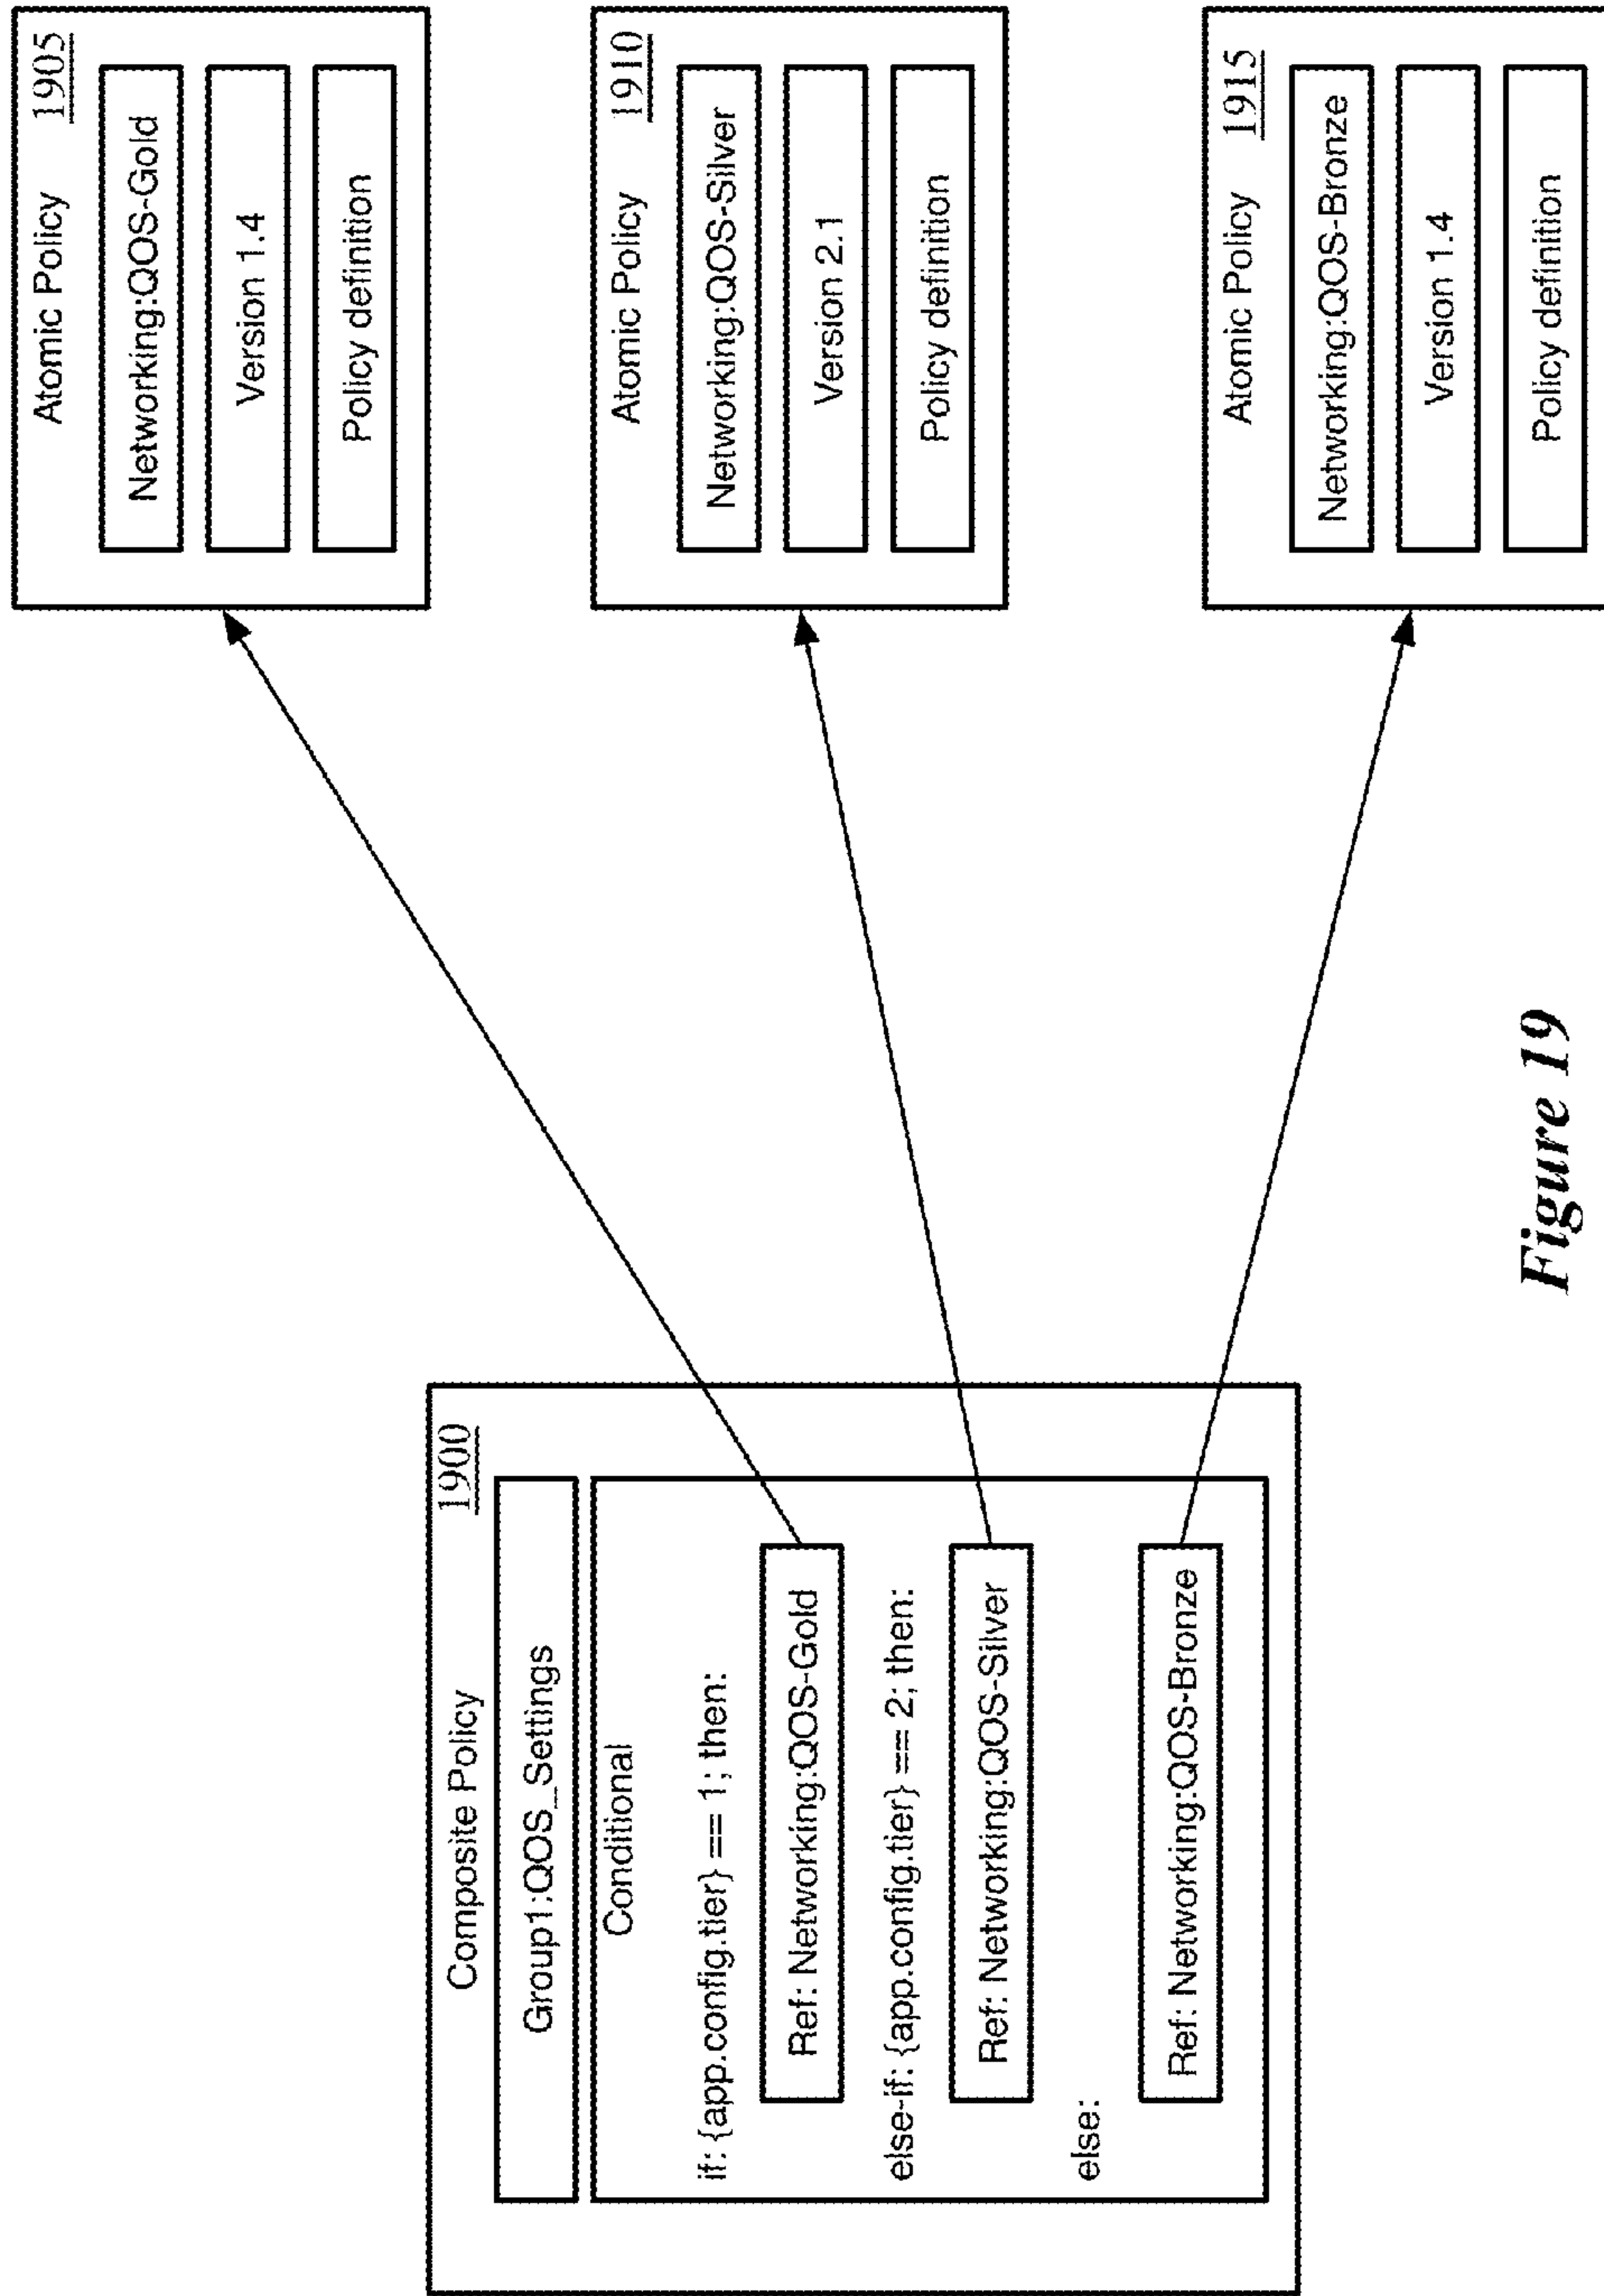 Composite Policy
1900
Group1:QOS_Settings
Conditional
if: {app.config.tier} == 1; then:
Ref: Networking:QOS-Gold
else-if: {app.config.tier} == 2; then:
Ref: Networking:QOS-Silver
else:
Ref: Networking:QOS-Bronze
Atomic Policy 1905
Networking:QOS-Gold
Version 1.4
Policy definition
Atomic Policy 1910
Networking:QOS-Silver
Version 2.1
Policy definition
Atomic Policy 1915
Networking:QOS-Bronze
Version 1.4
Policy definition
Figure 19